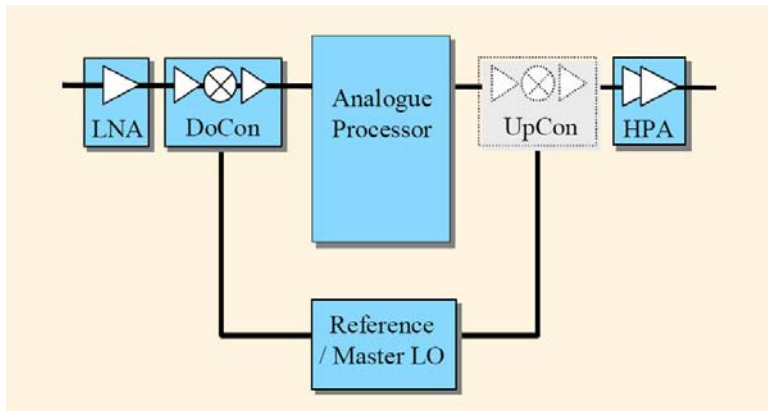 LNA
DoCon
Analogue
Processor
UpCon
HPA
Reference
/ Master LO